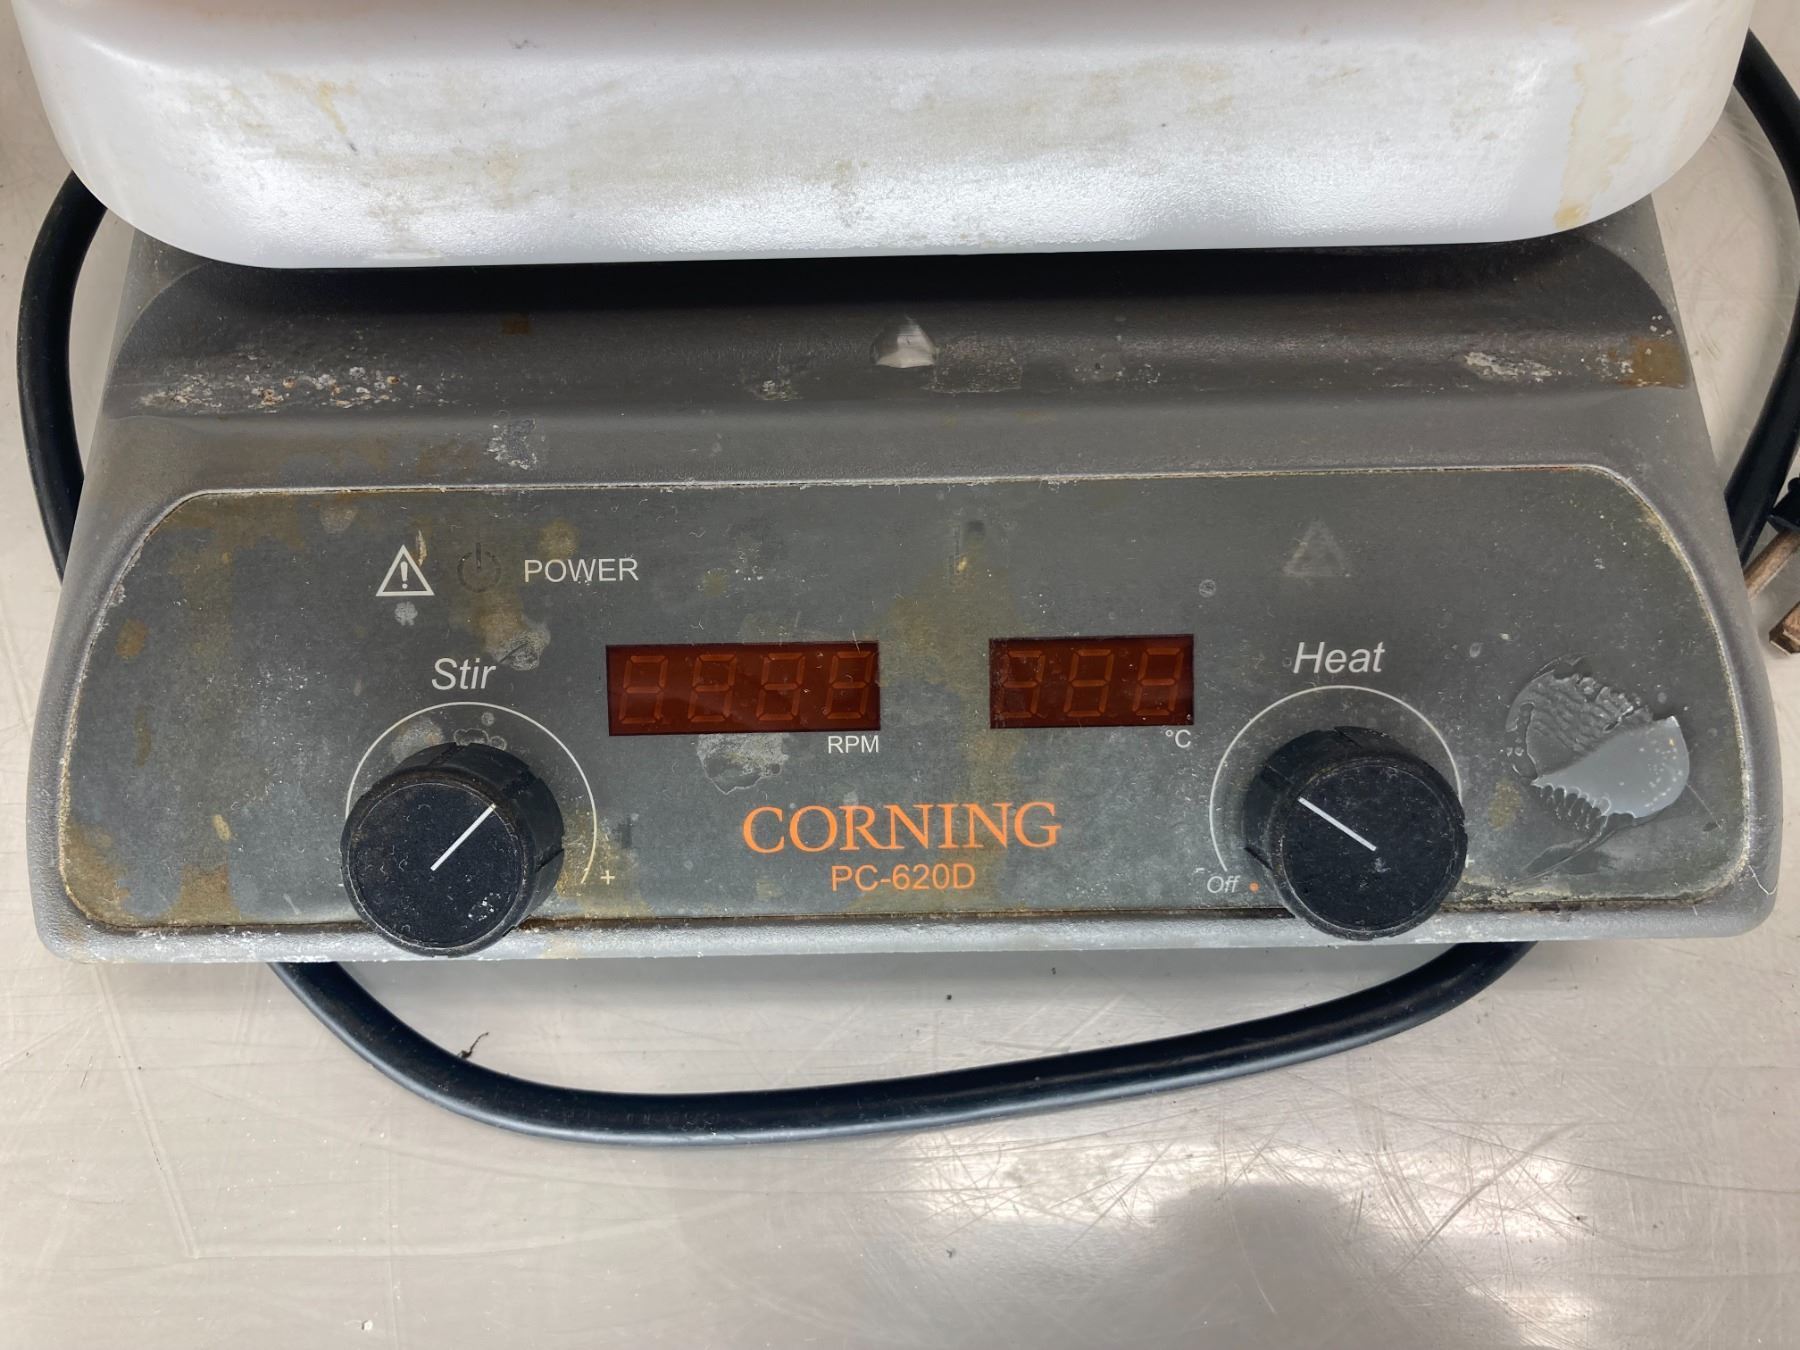 POWER
Stir
Heat
RPM
°C
CORNING
PC-620D
- +
Off